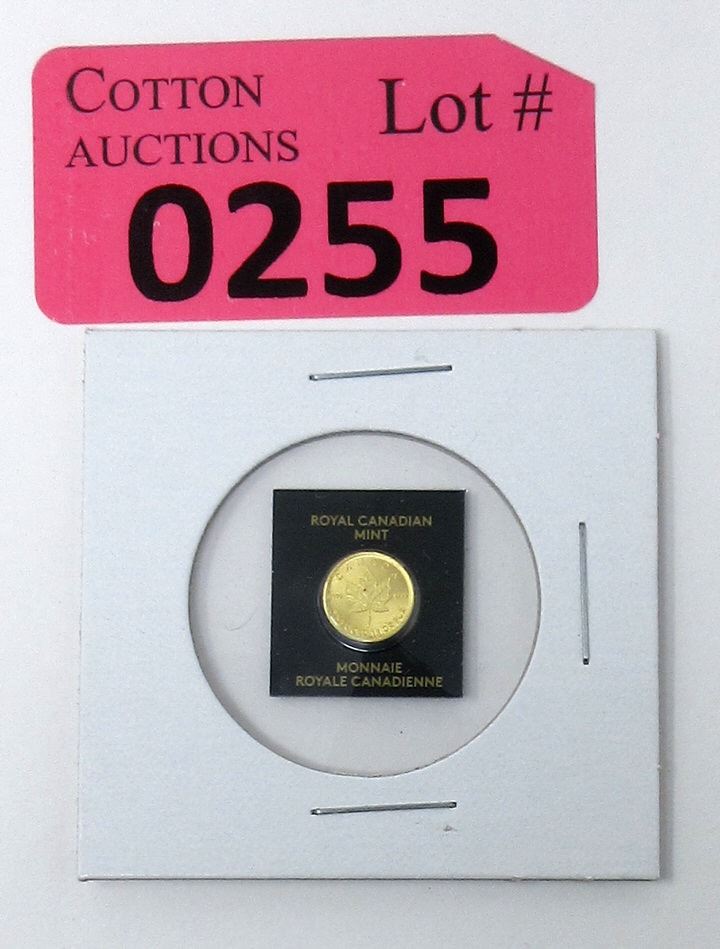 COTTON
AUCTIONS
Lot #
0255
ROYAL CANADIAN
MINT
MONNAIE
ROYALE CANADIENNE